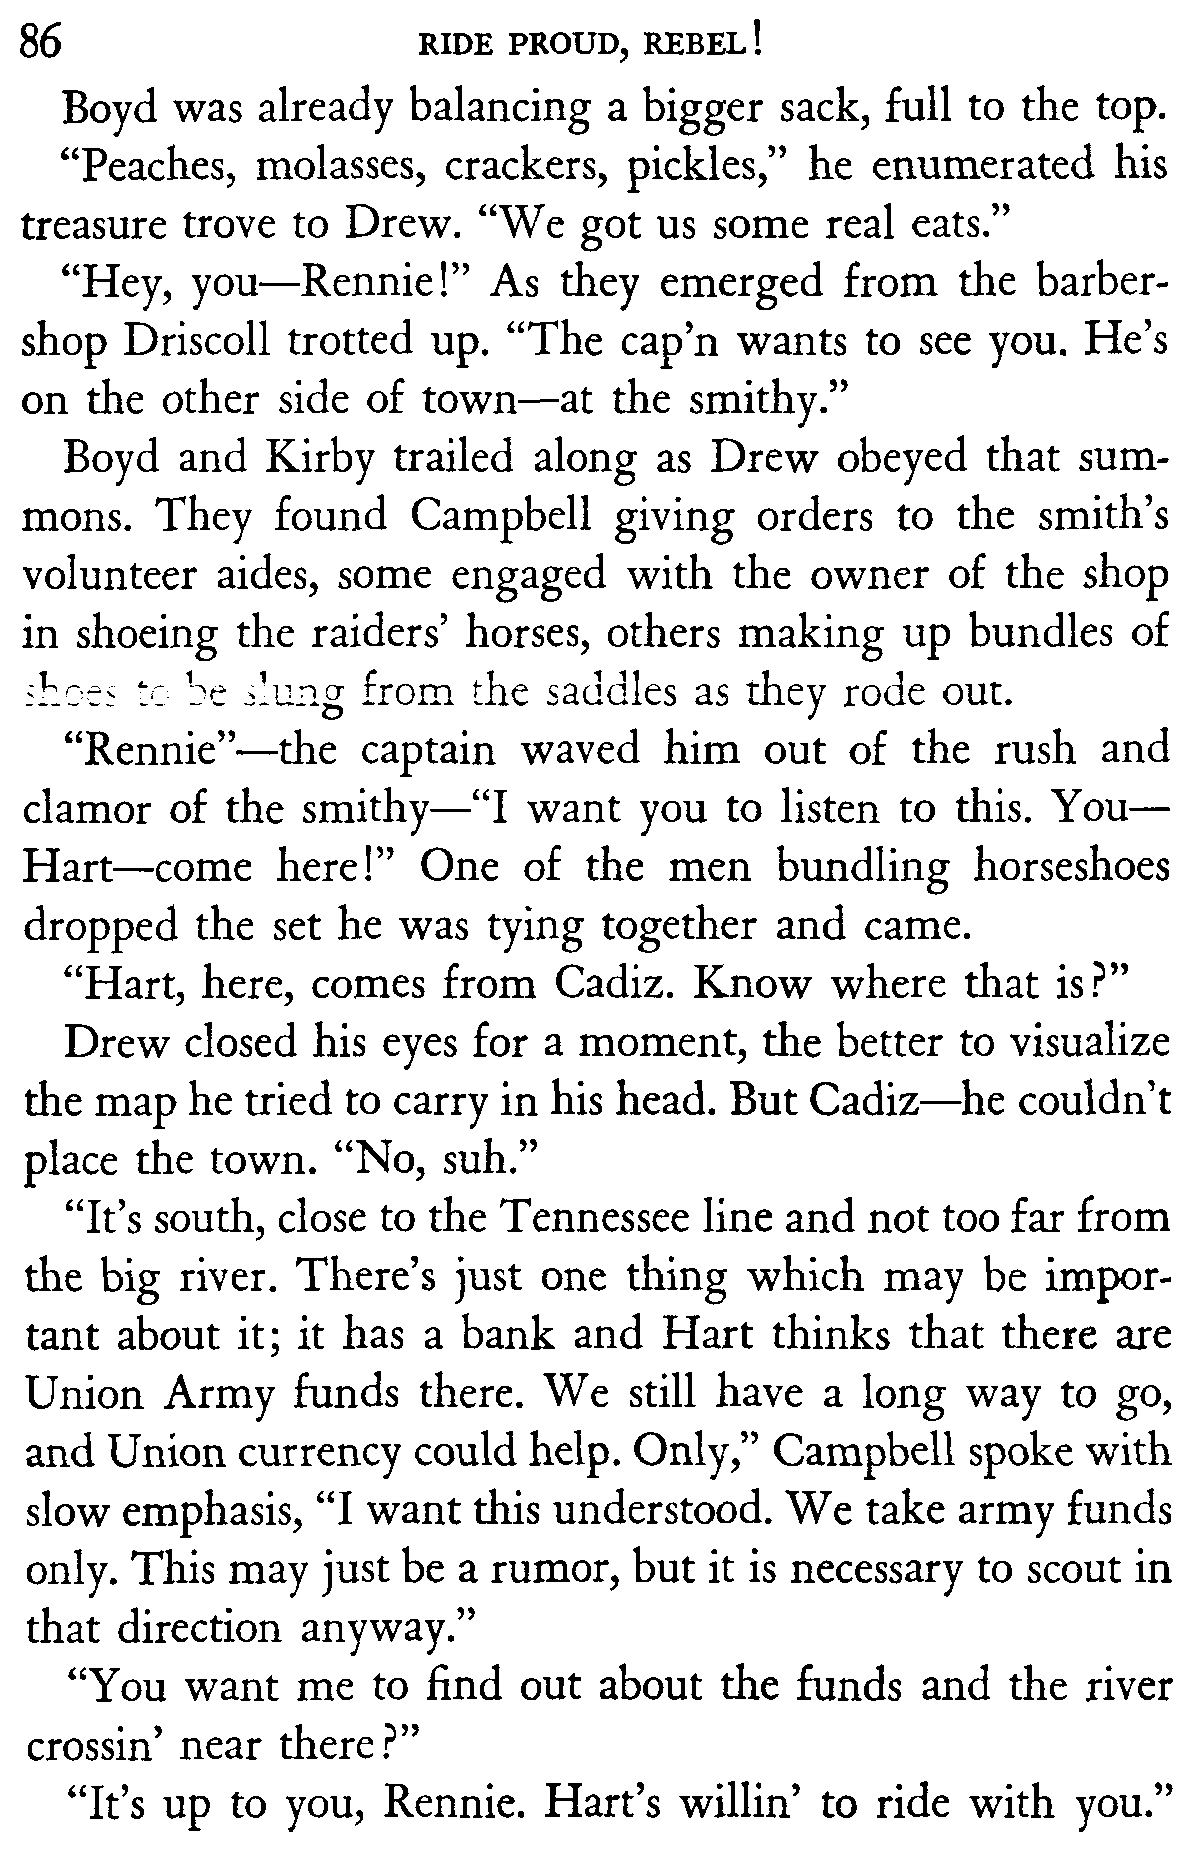 86 RIDE PROUD, REBEL!
Boyd was already balancing a bigger sack, full to the top.
“Peaches, molasses, crackers, pickles,” he enumerated his
treasure trove to Drew. “We got us some real eats.”
“Hey, you—Rennie!” As they emerged from the barber-
shop Driscoll trotted up. “The cap’n wants to see you. He’s
on the other side of town—at the smithy.”
Boyd and Kirby trailed along as Drew obeyed that sum-
mons. They found Campbell giving orders to the smith’s
volunteer aides, some engaged with the owner of the shop
in shoeing the raiders’ horses, others making up bundles of
shoes to be slung from the saddles as they rode out.
“Rennie”—the captain waved him out of the rush and
clamor of the smithy—“I want you to listen to this. You—
Hart—come here!” One of the men bundling horseshoes
dropped the set he was tying together and came.
“Hart, here, comes from Cadiz. Know where that is?”
Drew closed his eyes for a moment, the better to visualize
the map he tried to carry in his head. But Cadiz—he couldn’t
place the town. “No, suh.”
“It’s south, close to the Tennessee line and not too far from
the big river. There’s just one thing which may be impor-
tant about it; it has a bank and Hart thinks that there are
Union Army funds there. We still have a long way to go,
and Union currency could help. Only,” Campbell spoke with
slow emphasis, “I want this understood. We take army funds
only. This may just be a rumor, but it is necessary to scout in
that direction anyway.”
“You want me to find out about the funds and the river
crossin’ near there?”
“It’s up to you, Rennie. Hart’s willin’ to ride with you.”